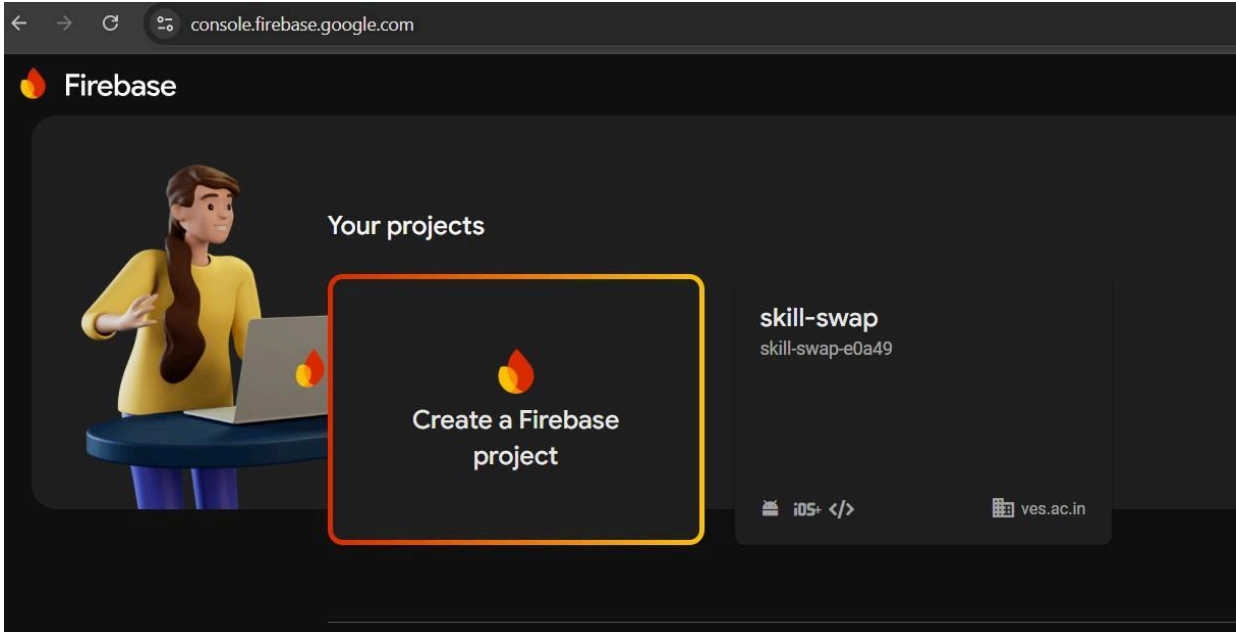 console.firebase.google.com
Firebase
Your projects
Create a Firebase
project
skill-swap
skill-swap-e0a49
iOS+ </>
ves.ac.in